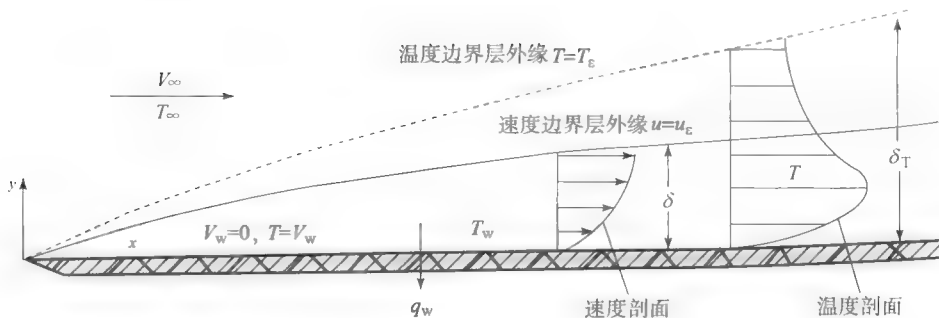 温度边界层外缘 T=Tε
V∞
T∞
速度边界层外缘 u=uε
δT
y
T
δ
x
Vw=0, T=Vw
Tw
qw
速度剖面
温度剖面